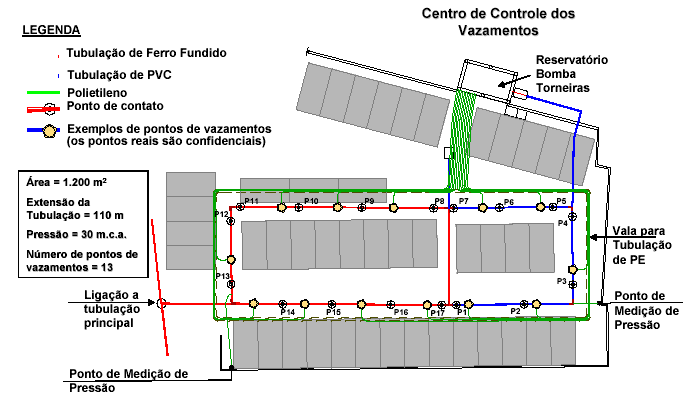 Centro de Controle dos
Vazamentos
LEGENDA
Tubulação de Ferro Fundido
Tubulação de PVC
Polietileno
Ponto de contato
Exemplos de pontos de vazamentos
(os pontos reais são confidenciais)
Reservatório
Bomba
Torneiras
Área = 1.200 m²
Extensão da
Tubulação = 110 m
Pressão = 30 m.c.a.
Número de pontos de
vazamentos = 13
P11
P10
P9
P8
P7
P6
P5
P12
P4
Vala para
Tubulação
de PE
P13
P3
Ligação a
tubulação
principal
P14
P15
P16
P17
P1
P2
Ponto de
Medição de
Pressão
Ponto de Medição de
Pressão